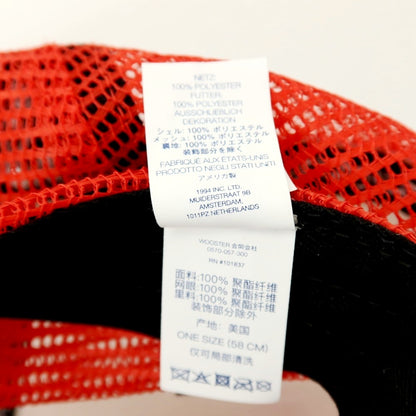 NETZ:
100% POLYESTER
FUTTER:
100% POLYESTER
AUSSCHLIEßLICH
DEKORATION
シェル: 100% ポリエステル
メッシュ: 100% ポリエステル
裏地: 100% ポリエステル
装飾部分を除く
FABRIQUÉ AUX ÉTATS-UNIS
PRODOTTO NEGLI STATI UNITI
アメリカ製
1994 INC. LTD.
MUIDERSTRAAT 9B
AMSTERDAM,
1011PZ NETHERLANDS
WOOSTER 合同会社
0570-057-300
RN #101837
面料:100% 聚酯纤维
网眼:100% 聚酯纤维
里料:100% 聚酯纤维
装饰部分除外
产地: 美国
ONE SIZE (58 CM)
仅可局部清洗